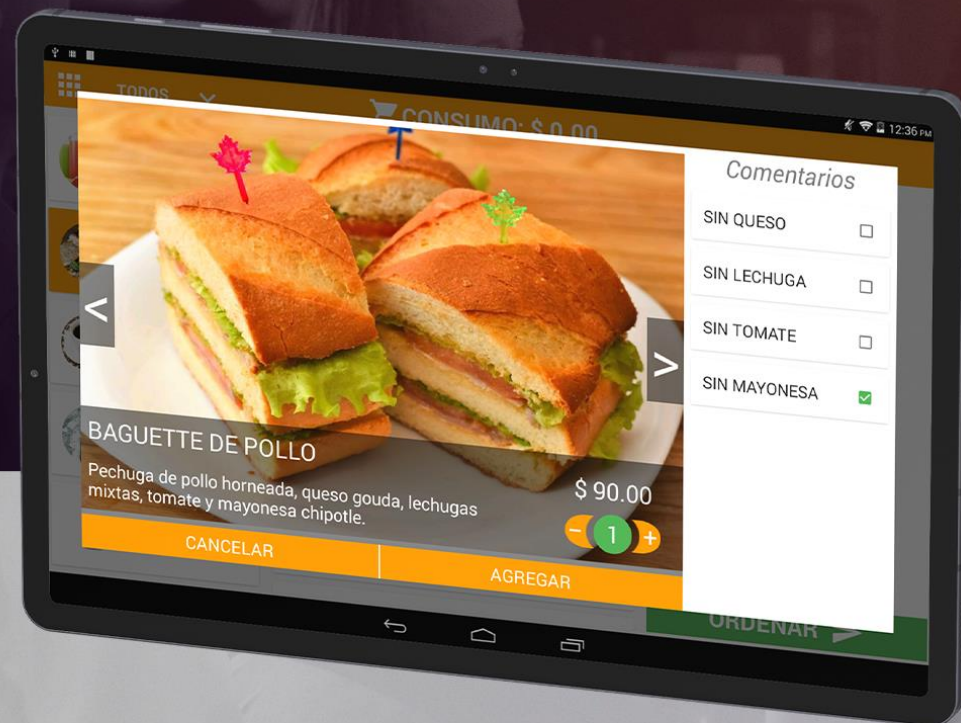 12:36 PM
TODOS
CONSUMO: $ 0.00
Comentarios
SIN QUESO
SIN LECHUGA
SIN TOMATE
SIN MAYONESA
<
>
BAGUETTE DE POLLO
Pechuga de pollo horneada, queso gouda, lechugas
mixtas, tomate y mayonesa chipotle.
$ 90.00
- 1 +
CANCELAR
AGREGAR
ORDENAR